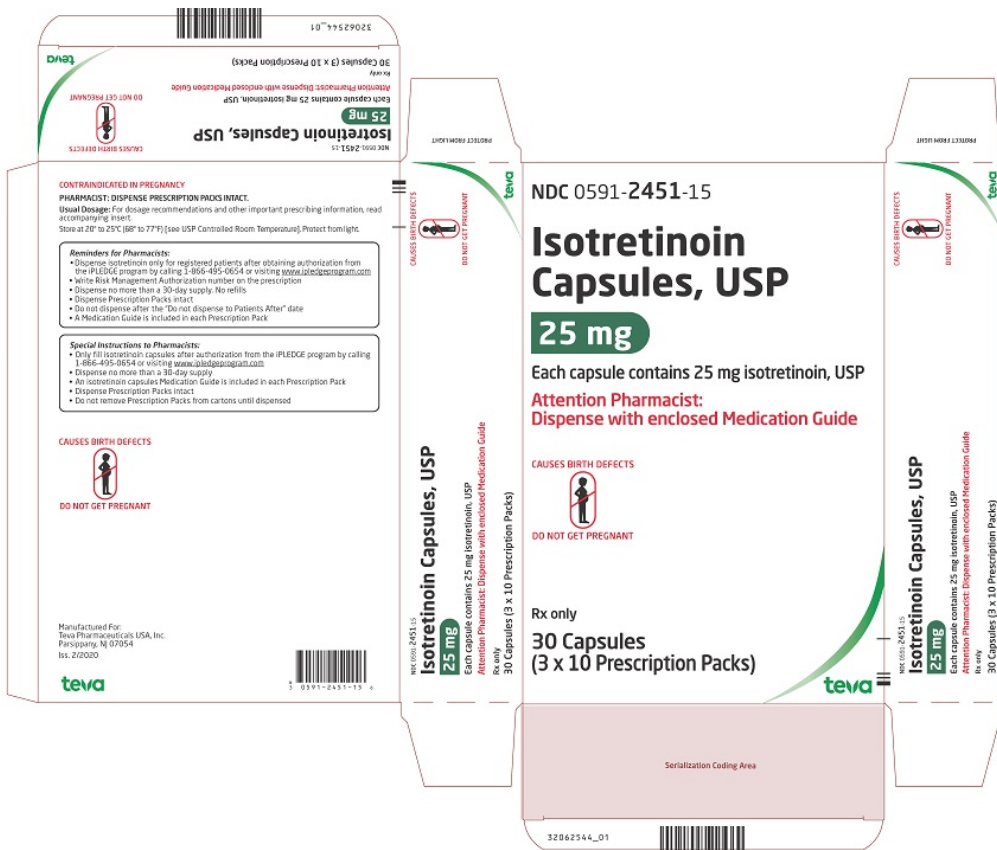 32062544_01
30 Capsules (3 x 10 Prescription Packs)
Rx only
Attention Pharmacist: Dispense with enclosed Medication Guide
Each capsule contains 25 mg isotretinoin, USP
25 mg
Isotretinoin Capsules, USP
NDC 0591-2451-15
teva
DO NOT GET PREGNANT
CAUSES BIRTH DEFECTS
CONTRAINDICATED IN PREGNANCY
PHARMACIST: DISPENSE PRESCRIPTION PACKS INTACT.
Usual Dosage: For dosage recommendations and other important prescribing information, read
accompanying insert.
Store at 20° to 25°C (68° to 77°F) [see USP Controlled Room Temperature]. Protect from light.
Reminders for Pharmacists:
• Dispense isotretinoin only for registered patients after obtaining authorization from
the iPLEDGE program by calling 1-866-495-0654 or visiting www.ipledgeprogram.com
• Write Risk Management Authorization number on the prescription
• Dispense no more than a 30-day supply. No refills
• Dispense Prescription Packs intact
• Do not dispense after the "Do not dispense to Patients After" date
• A Medication Guide is included in each Prescription Pack
Special Instructions to Pharmacists:
• Only fill isotretinoin capsules after authorization from the iPLEDGE program by calling
1-866-495-0654 or visiting www.ipledgeprogram.com
• Dispense no more than a 30-day supply
• An isotretinoin capsules Medication Guide is included in each Prescription Pack
• Dispense Prescription Packs intact
• Do not remove Prescription Packs from cartons until dispensed
CAUSES BIRTH DEFECTS
DO NOT GET PREGNANT
Manufactured For:
Teva Pharmaceuticals USA, Inc.
Parsippany, NJ 07054
Iss. 2/2020
teva
3 0591-2451-15 6
PROTECT FROM LIGHT
teva
CAUSES BIRTH DEFECTS
DO NOT GET PREGNANT
NDC 0591-2451-15
Isotretinoin Capsules, USP
25 mg
Each capsule contains 25 mg isotretinoin, USP
Attention Pharmacist: Dispense with enclosed Medication Guide
Rx only
30 Capsules (3 x 10 Prescription Packs)
NDC 0591-2451-15
Isotretinoin
Capsules, USP
25 mg
Each capsule contains 25 mg isotretinoin, USP
Attention Pharmacist:
Dispense with enclosed Medication Guide
CAUSES BIRTH DEFECTS
DO NOT GET PREGNANT
Rx only
30 Capsules
(3 x 10 Prescription Packs)
teva
Serialization Coding Area
32062544_01
PROTECT FROM LIGHT
teva
CAUSES BIRTH DEFECTS
DO NOT GET PREGNANT
NDC 0591-2451-15
Isotretinoin Capsules, USP
25 mg
Each capsule contains 25 mg isotretinoin, USP
Attention Pharmacist: Dispense with enclosed Medication Guide
Rx only
30 Capsules (3 x 10 Prescription Packs)